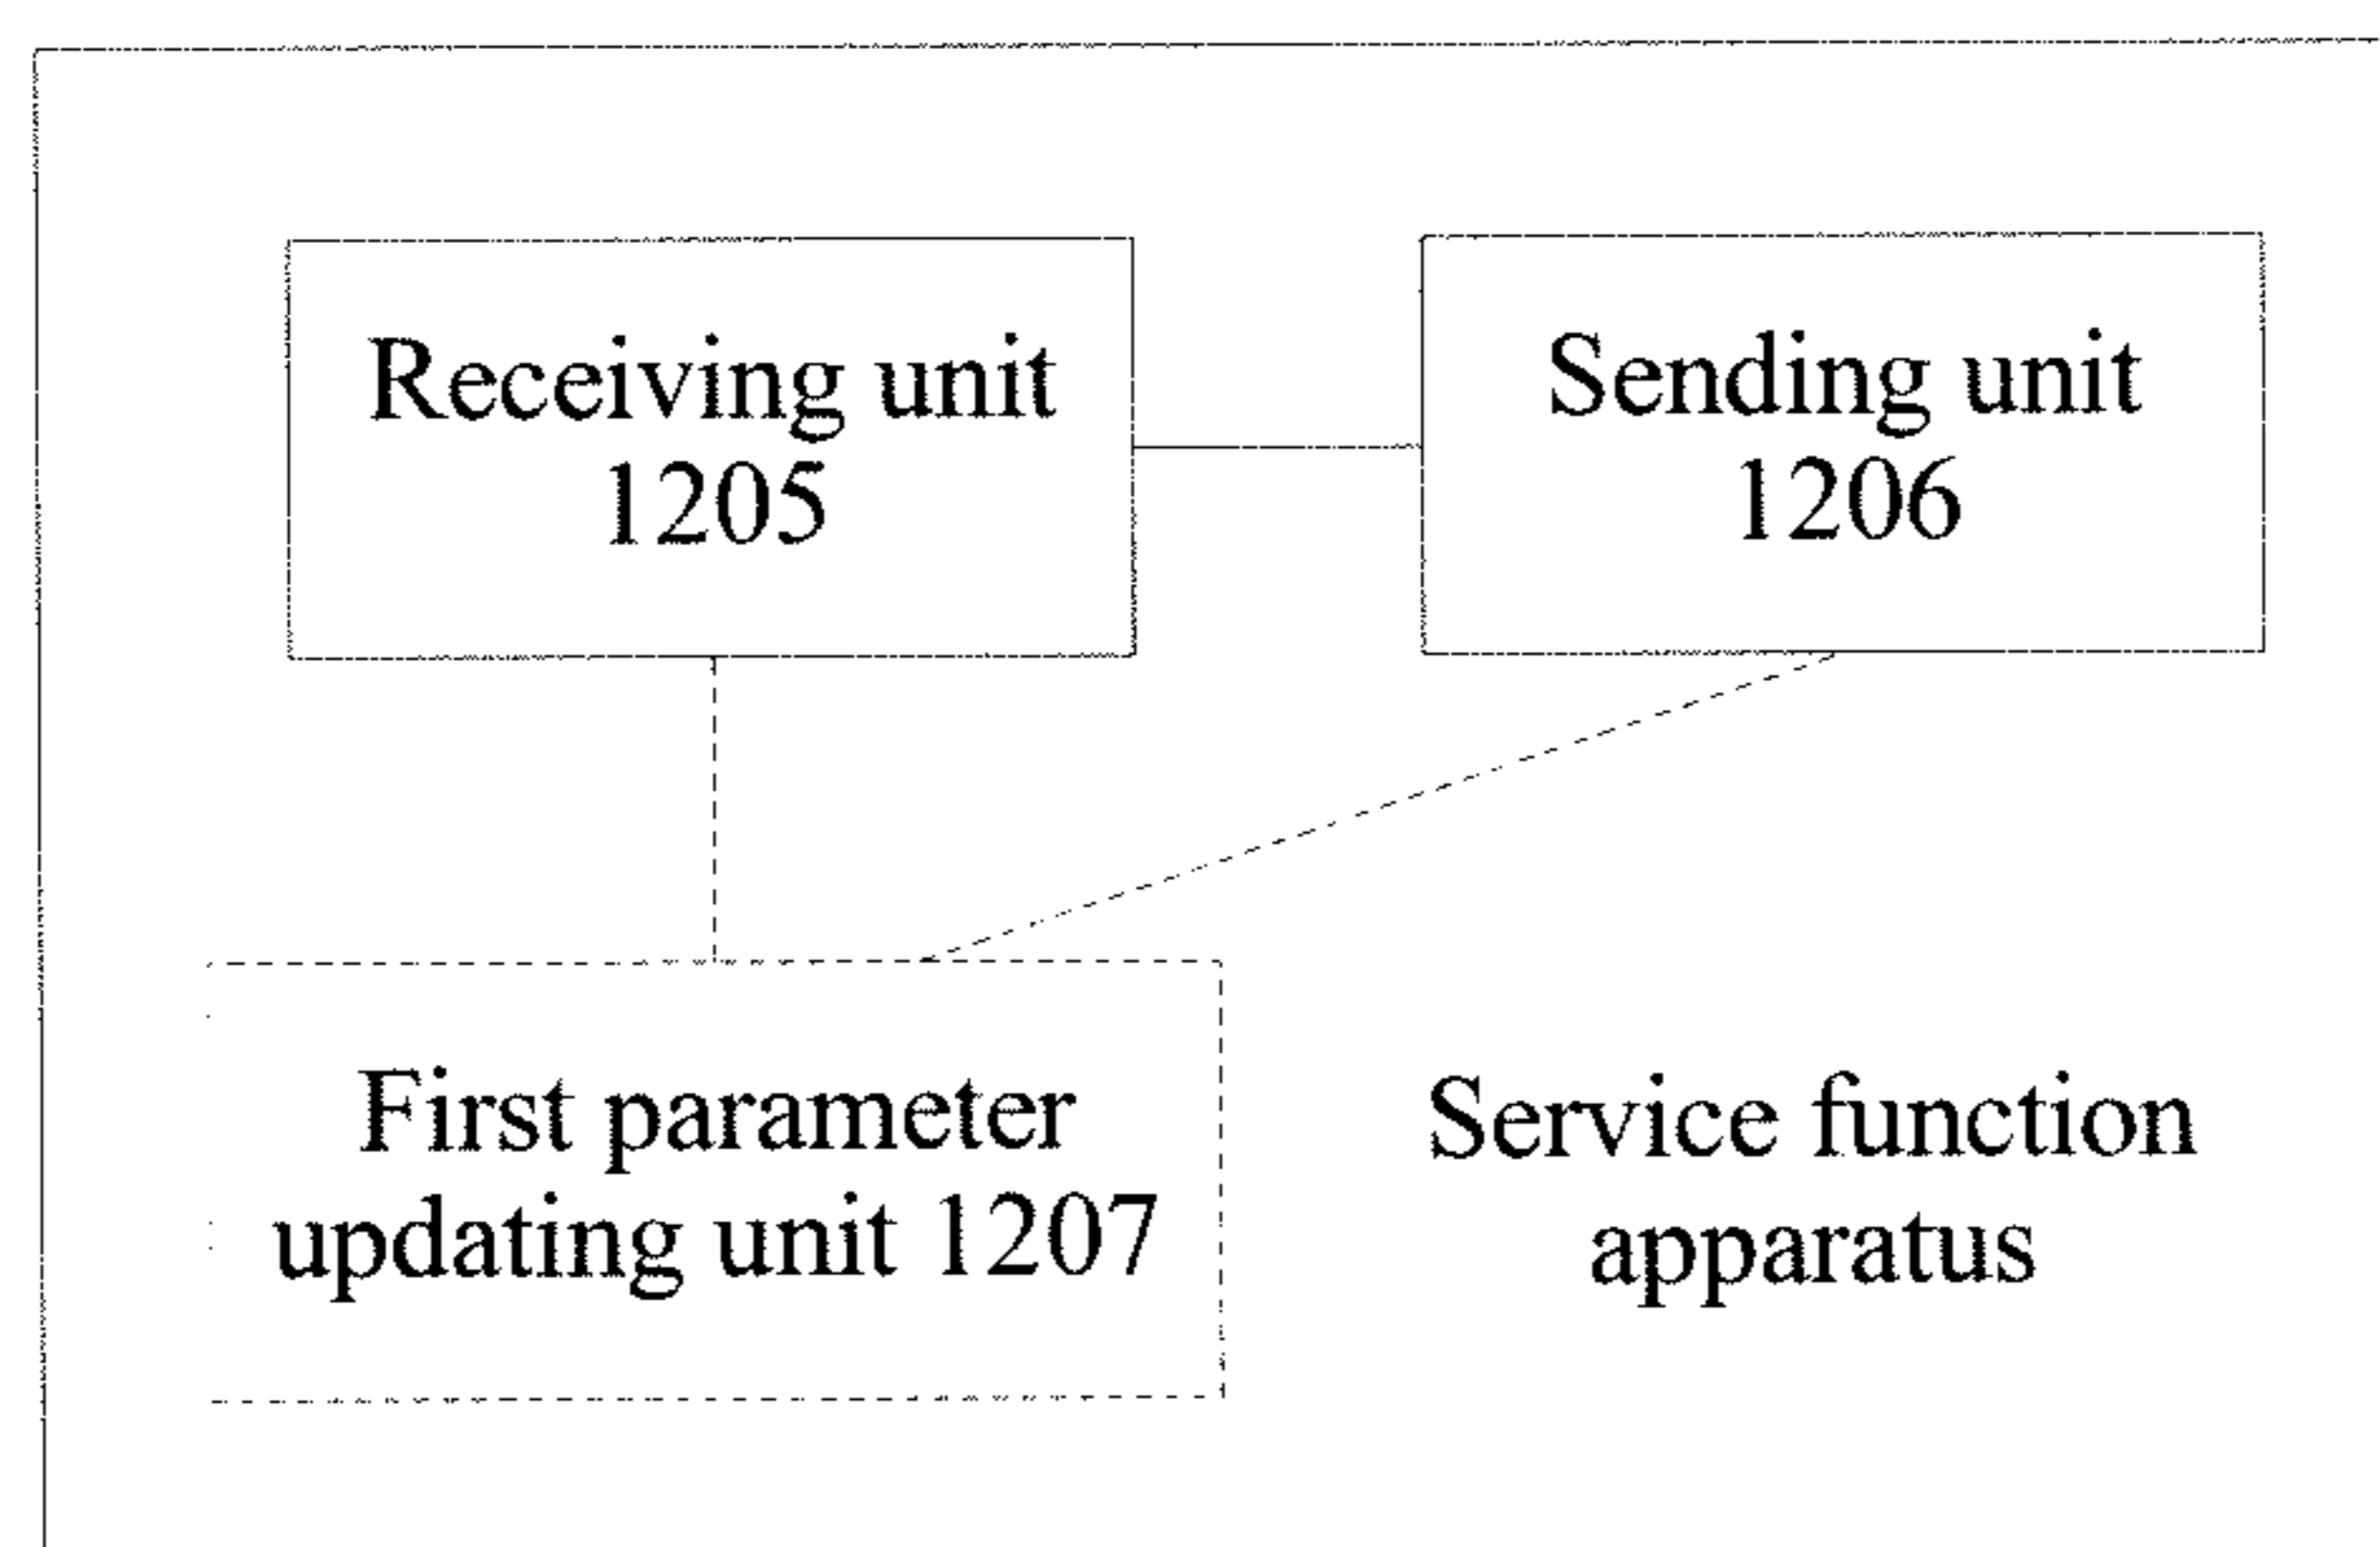 Receiving unit
1205
Sending unit
1206
First parameter
updating unit 1207
Service function
apparatus